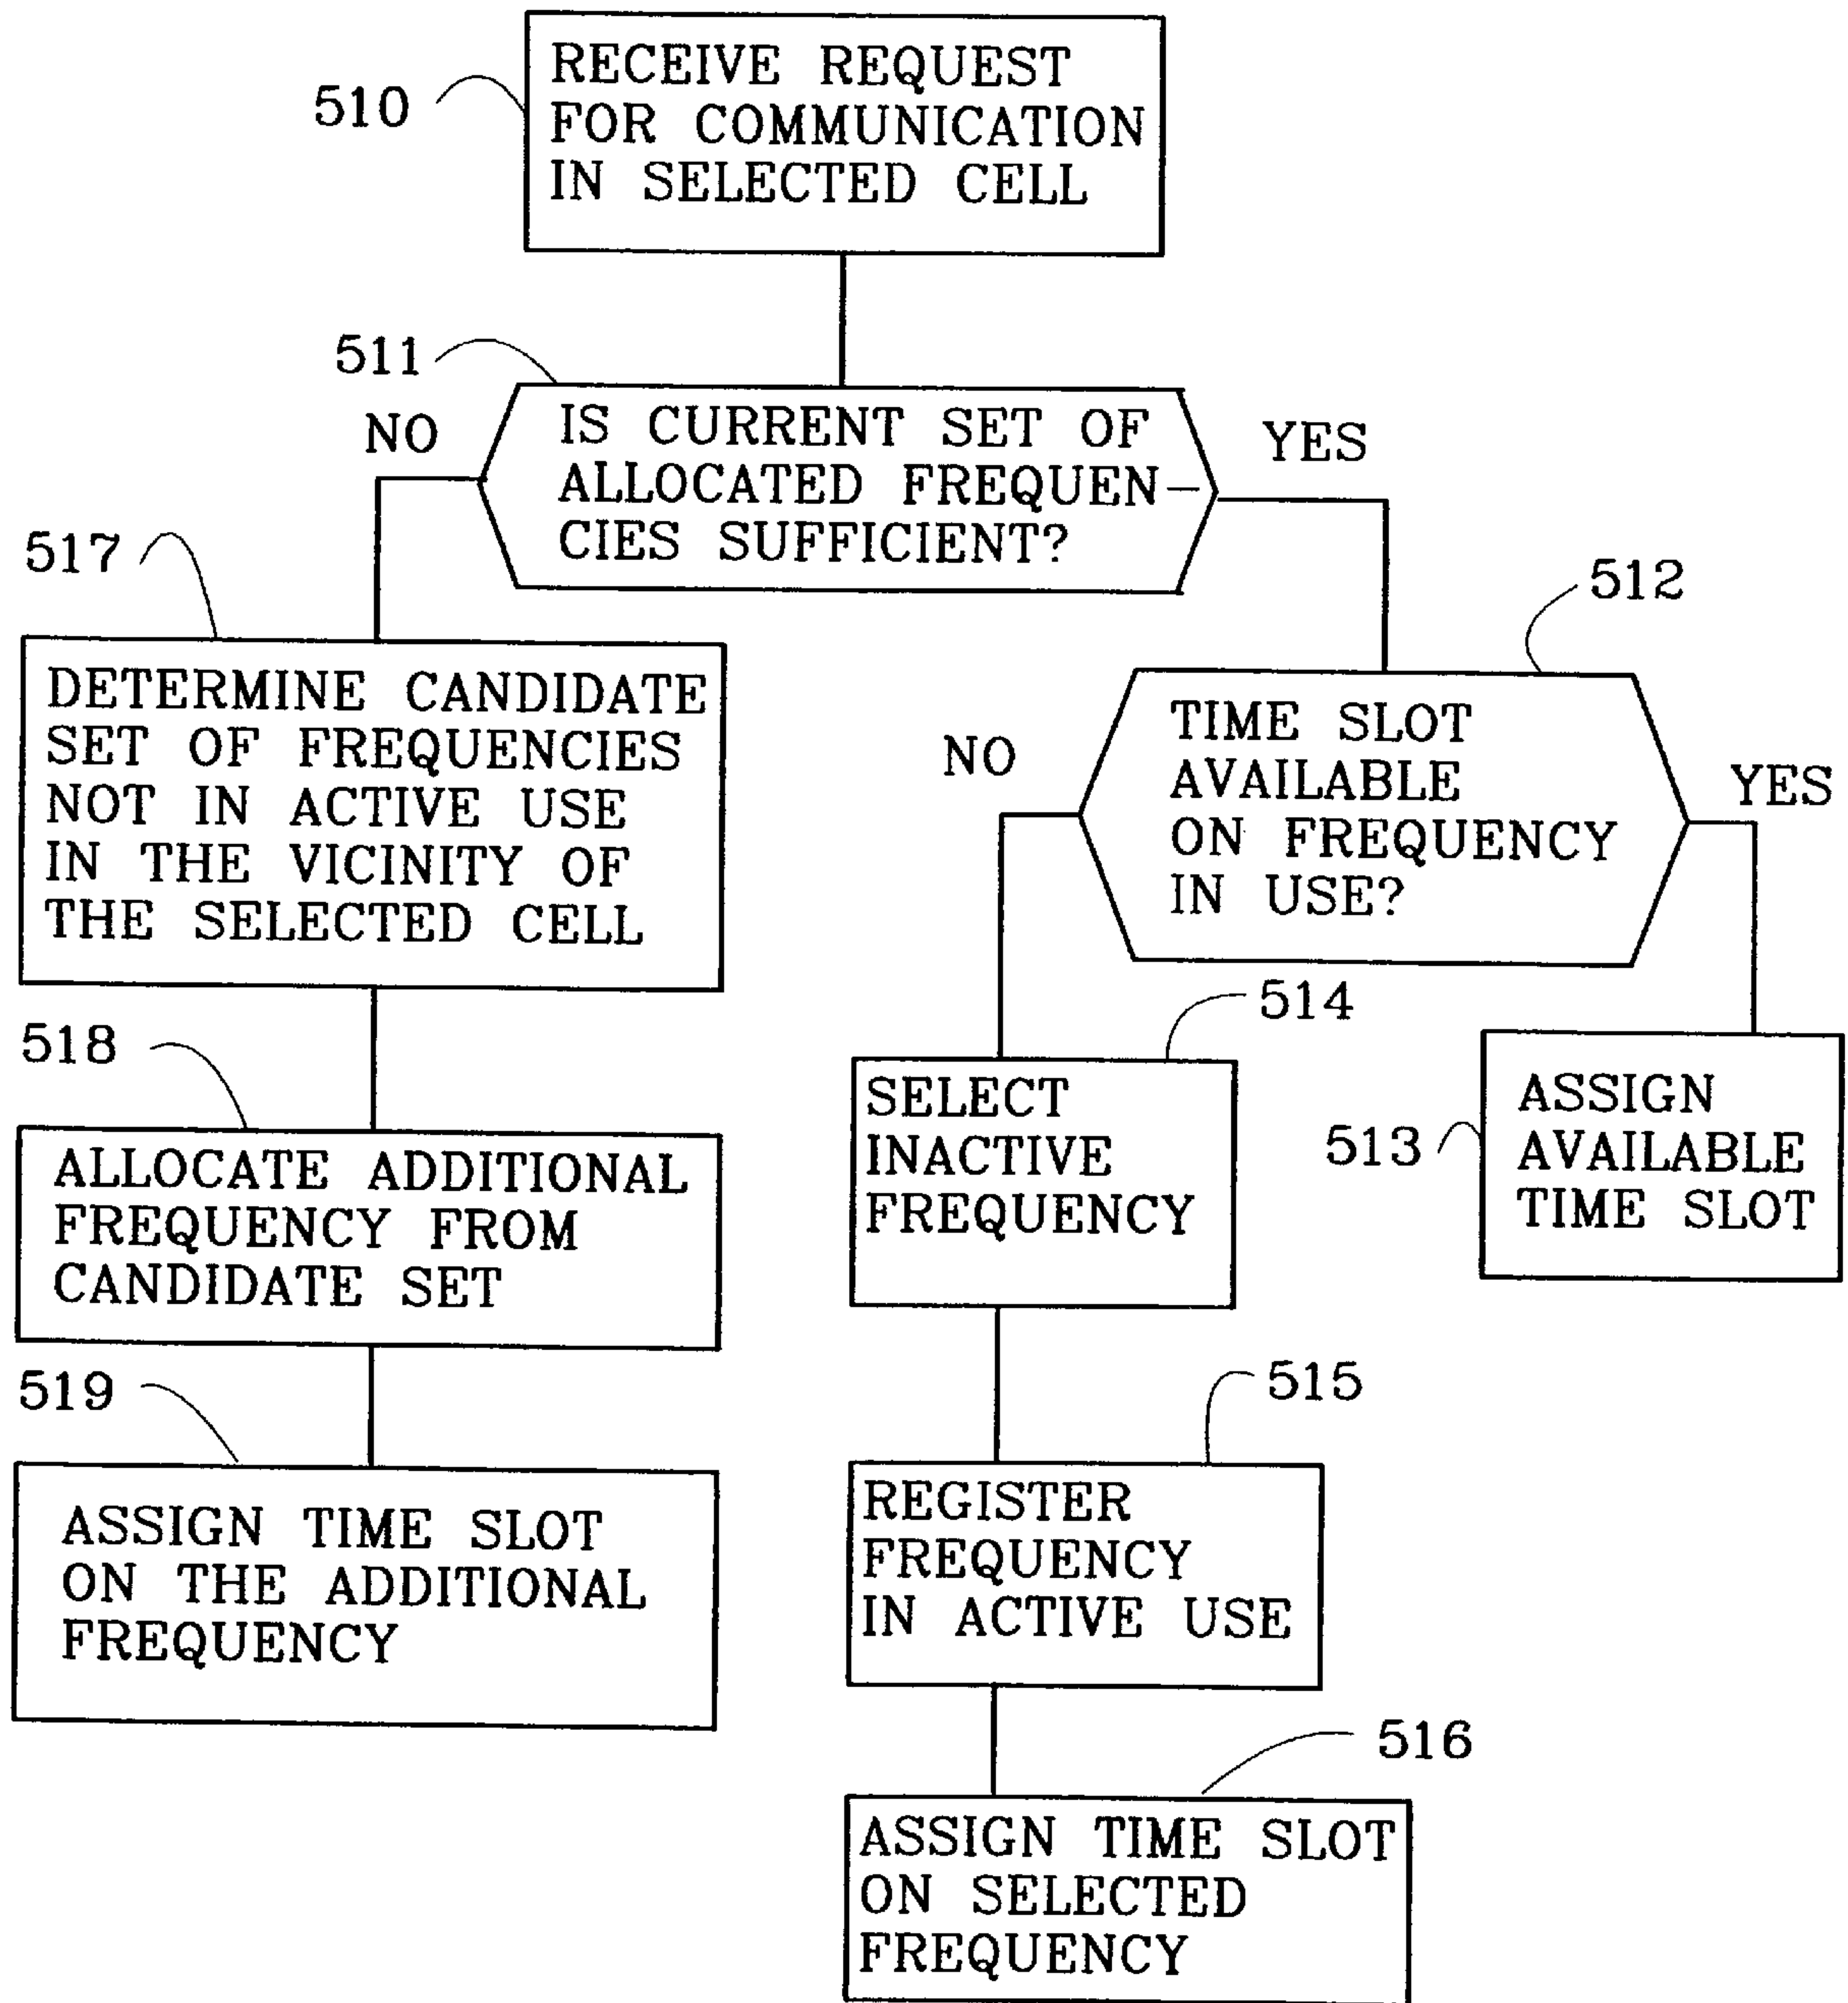 510
RECEIVE REQUEST
FOR COMMUNICATION
IN SELECTED CELL
511
NO
IS CURRENT SET OF
ALLOCATED FREQUEN-
CIES SUFFICIENT?
YES
517
DETERMINE CANDIDATE
SET OF FREQUENCIES
NOT IN ACTIVE USE
IN THE VICINITY OF
THE SELECTED CELL
512
NO
TIME SLOT
AVAILABLE
ON FREQUENCY
IN USE?
YES
518
ALLOCATE ADDITIONAL
FREQUENCY FROM
CANDIDATE SET
514
SELECT
INACTIVE
FREQUENCY
513
ASSIGN
AVAILABLE
TIME SLOT
519
ASSIGN TIME SLOT
ON THE ADDITIONAL
FREQUENCY
515
REGISTER
FREQUENCY
IN ACTIVE USE
516
ASSIGN TIME SLOT
ON SELECTED
FREQUENCY